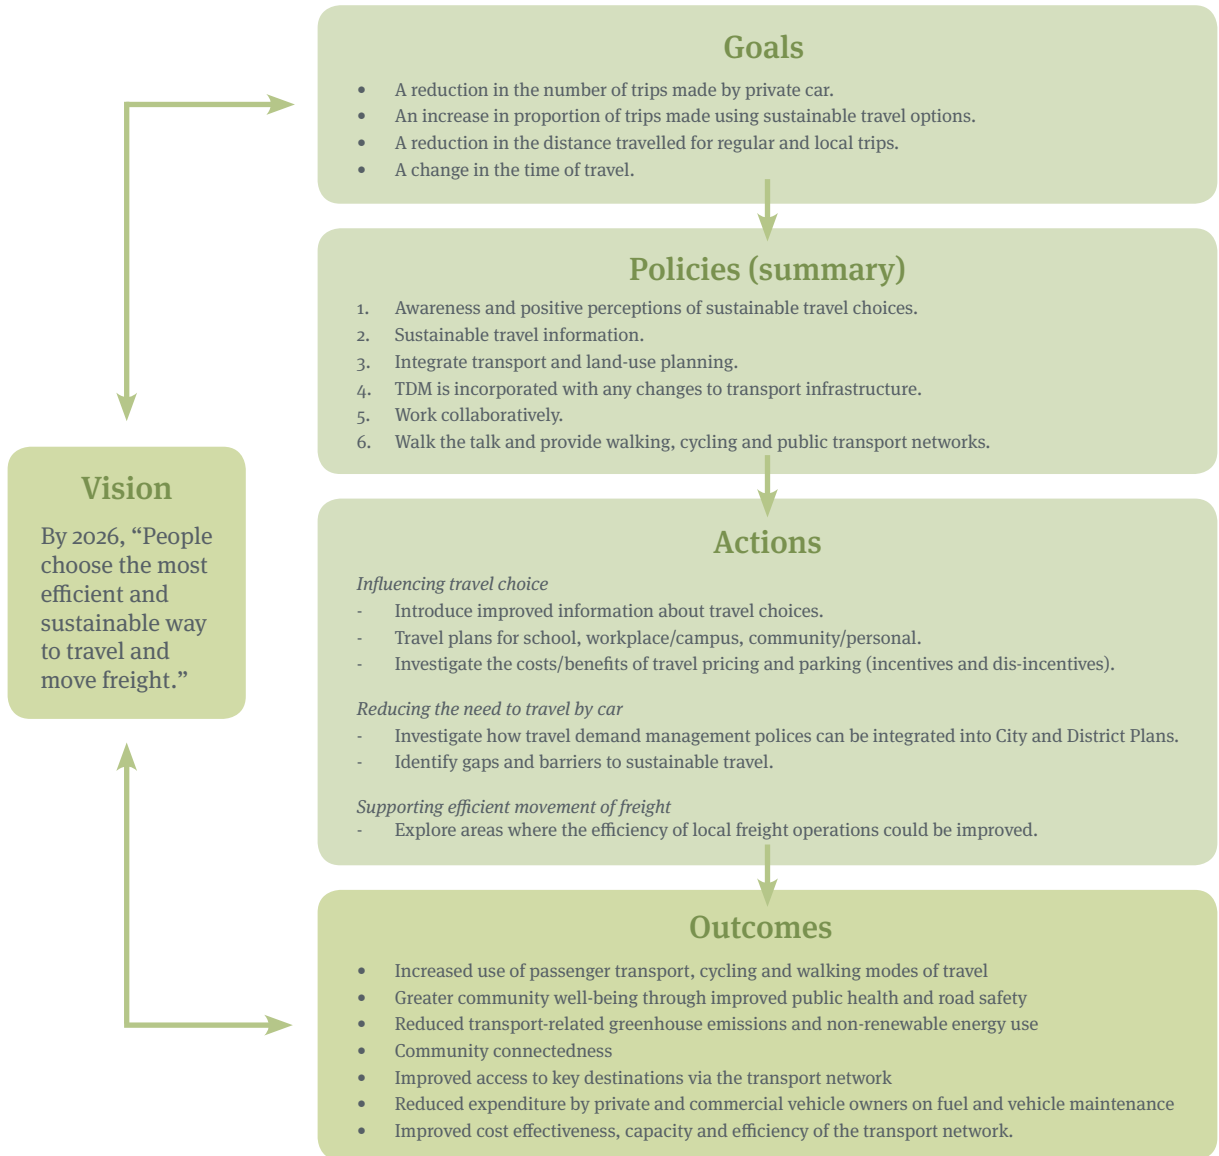 Goals
• A reduction in the number of trips made by private car.
• An increase in proportion of trips made using sustainable travel options.
• A reduction in the distance travelled for regular and local trips.
• A change in the time of travel.
Policies (summary)
1. Awareness and positive perceptions of sustainable travel choices.
2. Sustainable travel information.
3. Integrate transport and land-use planning.
4. TDM is incorporated with any changes to transport infrastructure.
5. Work collaboratively.
6. Walk the talk and provide walking, cycling and public transport networks.
Vision
By 2026, “People
choose the most
efficient and
sustainable way
to travel and
move freight.”
Actions
Influencing travel choice
- Introduce improved information about travel choices.
- Travel plans for school, workplace/campus, community/personal.
- Investigate the costs/benefits of travel pricing and parking (incentives and dis-incentives).
Reducing the need to travel by car
- Investigate how travel demand management polices can be integrated into City and District Plans.
- Identify gaps and barriers to sustainable travel.
Supporting efficient movement of freight
- Explore areas where the efficiency of local freight operations could be improved.
Outcomes
• Increased use of passenger transport, cycling and walking modes of travel
• Greater community well-being through improved public health and road safety
• Reduced transport-related greenhouse emissions and non-renewable energy use
• Community connectedness
• Improved access to key destinations via the transport network
• Reduced expenditure by private and commercial vehicle owners on fuel and vehicle maintenance
• Improved cost effectiveness, capacity and efficiency of the transport network.